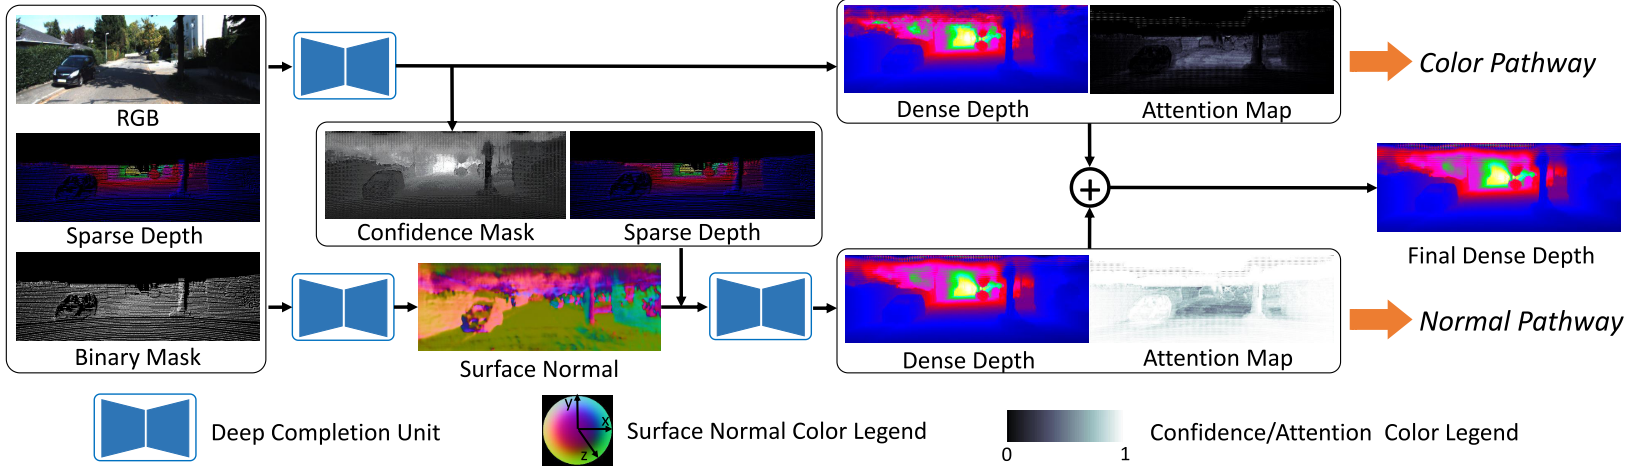 RGB
Sparse Depth
Binary Mask
Confidence Mask
Sparse Depth
Surface Normal
Dense Depth
Attention Map
Color Pathway
Final Dense Depth
Dense Depth
Attention Map
Normal Pathway
Deep Completion Unit
y
x
z
Surface Normal Color Legend
0
1
Confidence/Attention Color Legend